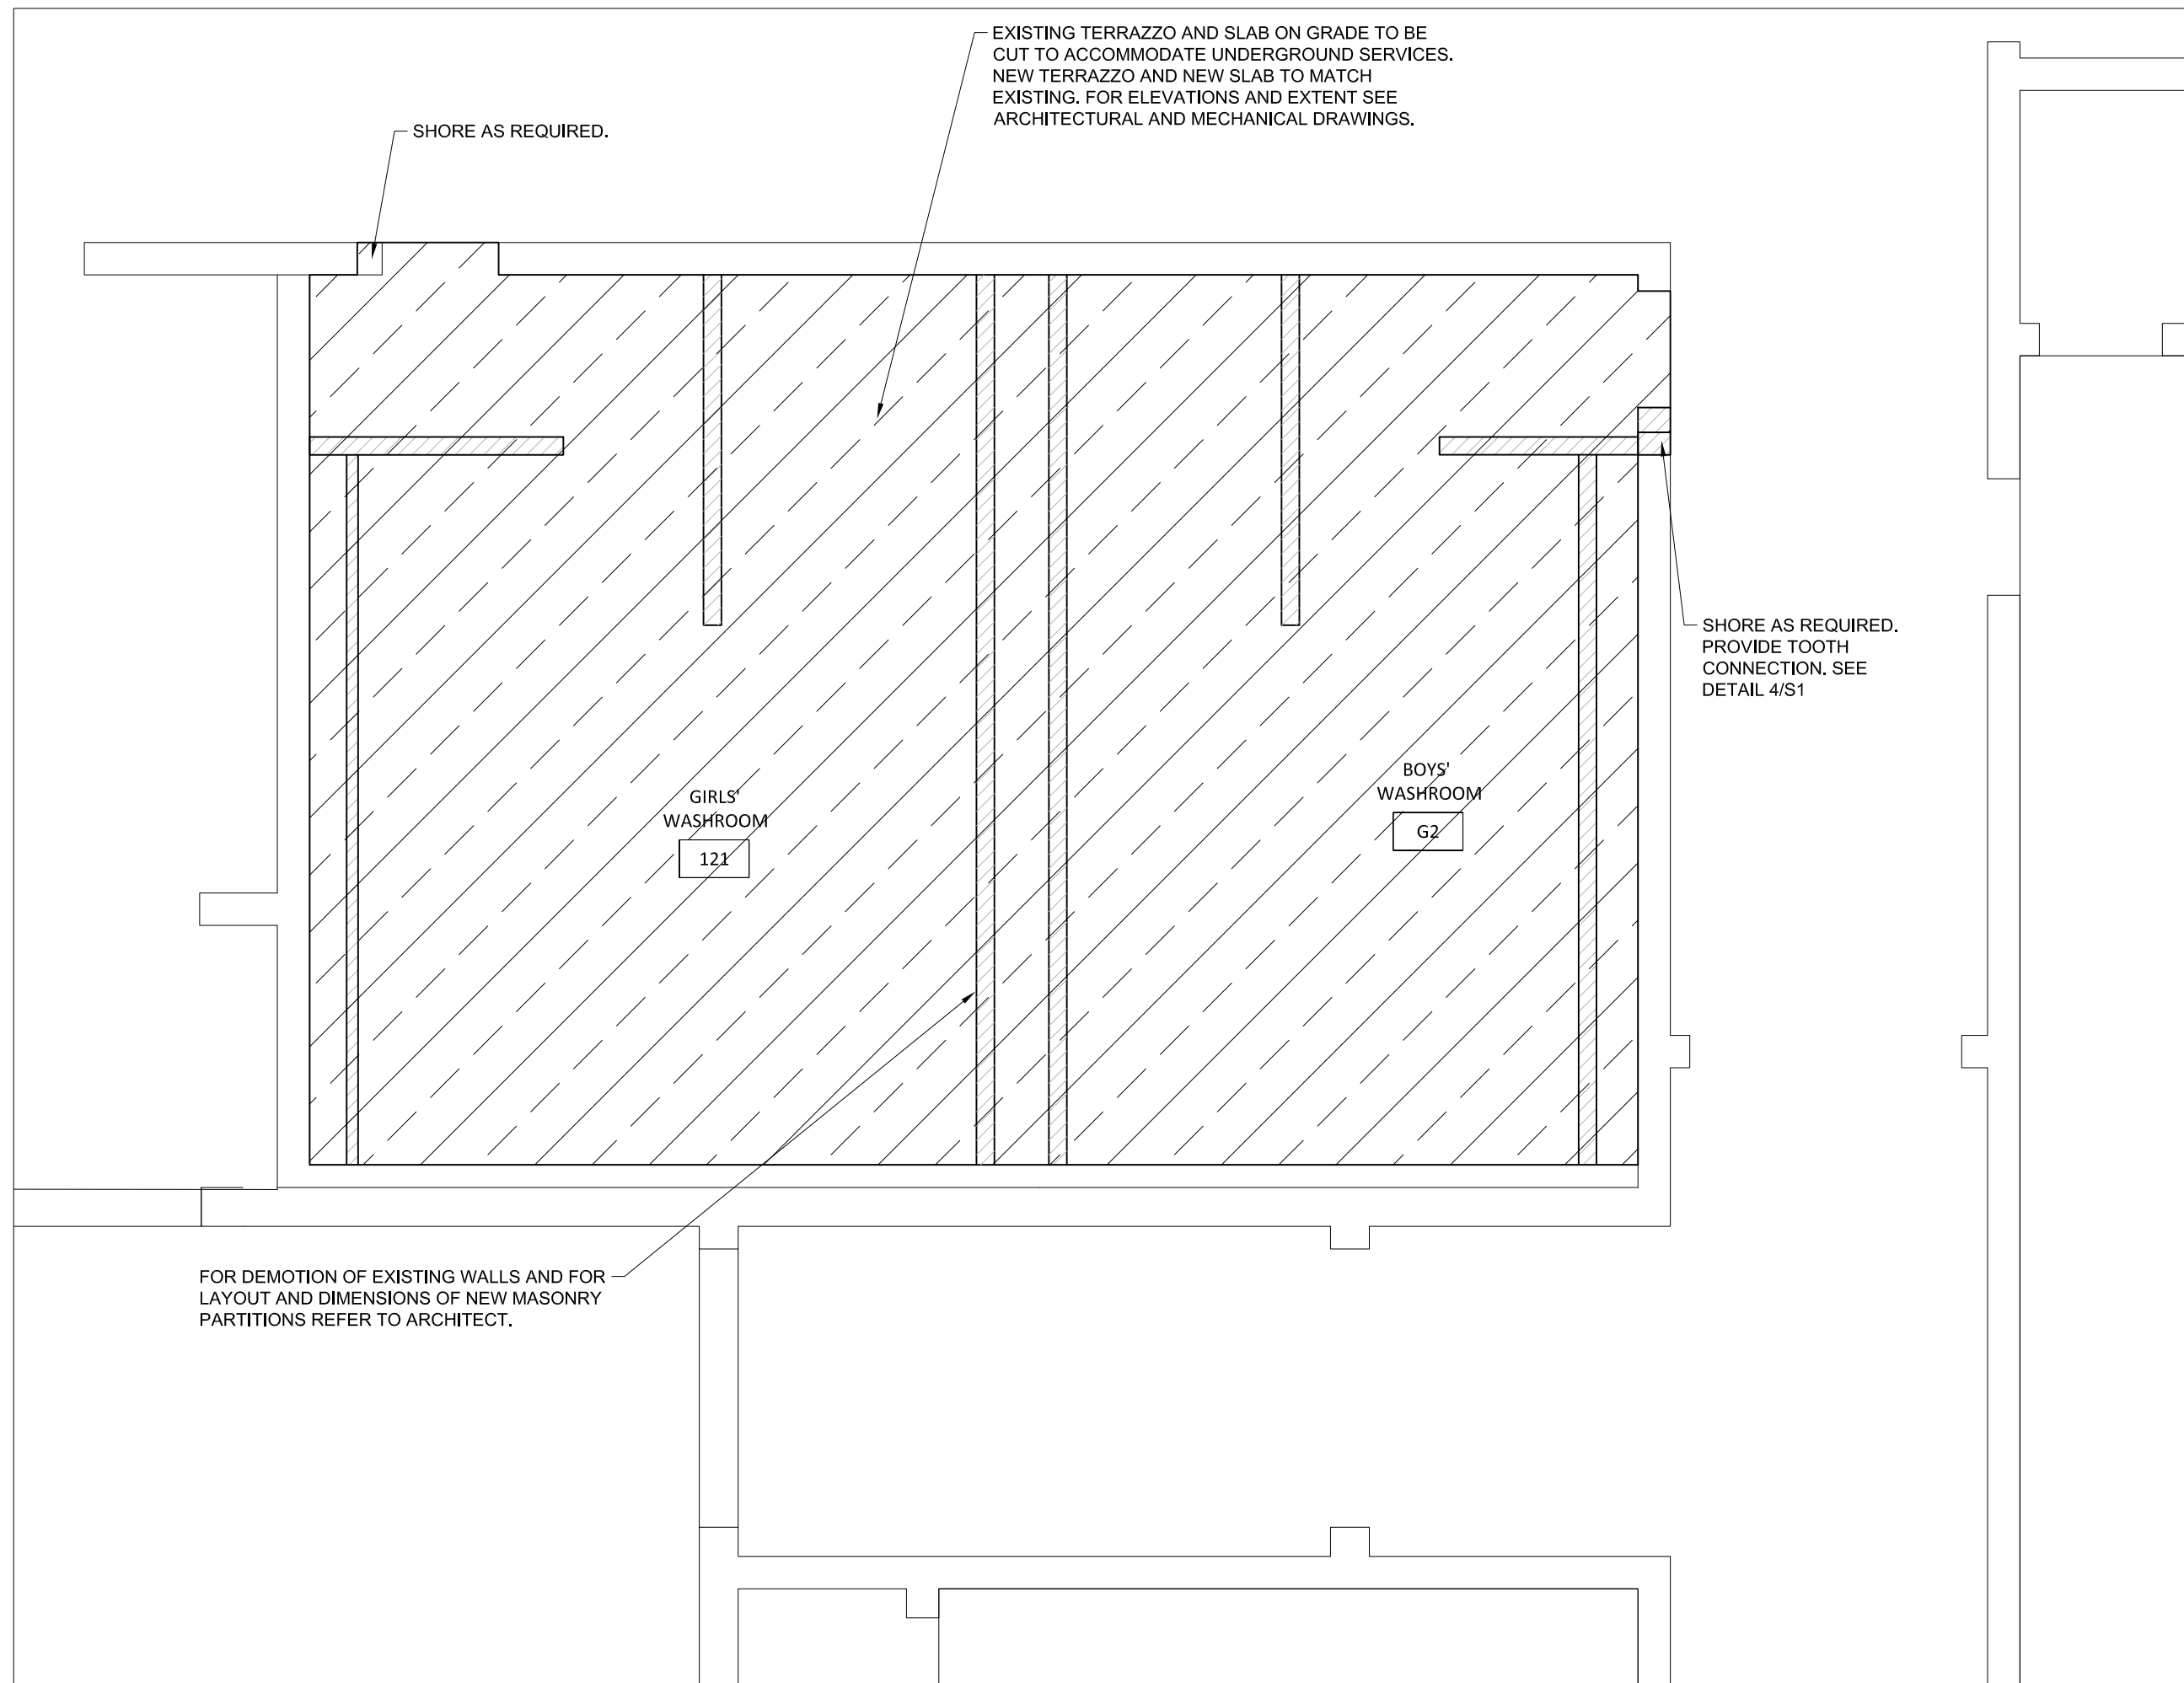 EXISTING TERRAZZO AND SLAB ON GRADE TO BE
CUT TO ACCOMMODATE UNDERGROUND SERVICES.
NEW TERRAZZO AND NEW SLAB TO MATCH
EXISTING. FOR ELEVATIONS AND EXTENT SEE
ARCHITECTURAL AND MECHANICAL DRAWINGS.
SHORE AS REQUIRED.
SHORE AS REQUIRED.
PROVIDE TOOTH
CONNECTION. SEE
DETAIL 4/S1
BOYS'
WASHROOM
G2
GIRLS'
WASHROOM
121
FOR DEMOTION OF EXISTING WALLS AND FOR
LAYOUT AND DIMENSIONS OF NEW MASONRY
PARTITIONS REFER TO ARCHITECT.